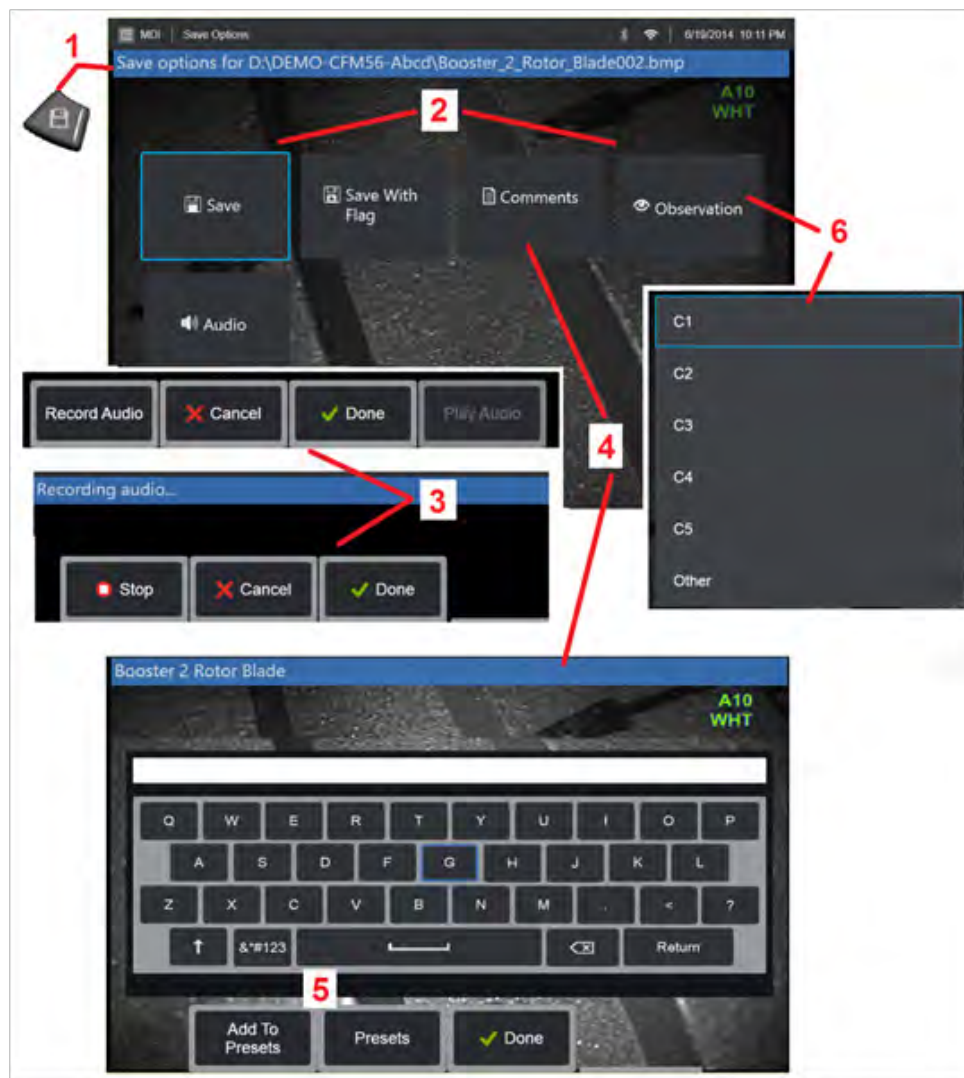 MDI | Save Options
6/19/2014 10:11 PM
1
Save options for D:\DEMO-CFM56-Abcd\Booster_2_Rotor_Blade002.bmp
A10
WHT
2
Save
Save With
Flag
Comments
Observation
6
Audio
C1
C2
C3
C4
C5
Other
Record Audio
Cancel
Done
Play Audio
4
Recording audio...
3
Stop
Cancel
Done
Booster 2 Rotor Blade
A10
WHT
Q W E R T Y U I O P
A S D F G H J K L
Z X C V B N M . < ?
&*#123
Return
5
Add To
Presets
Presets
Done